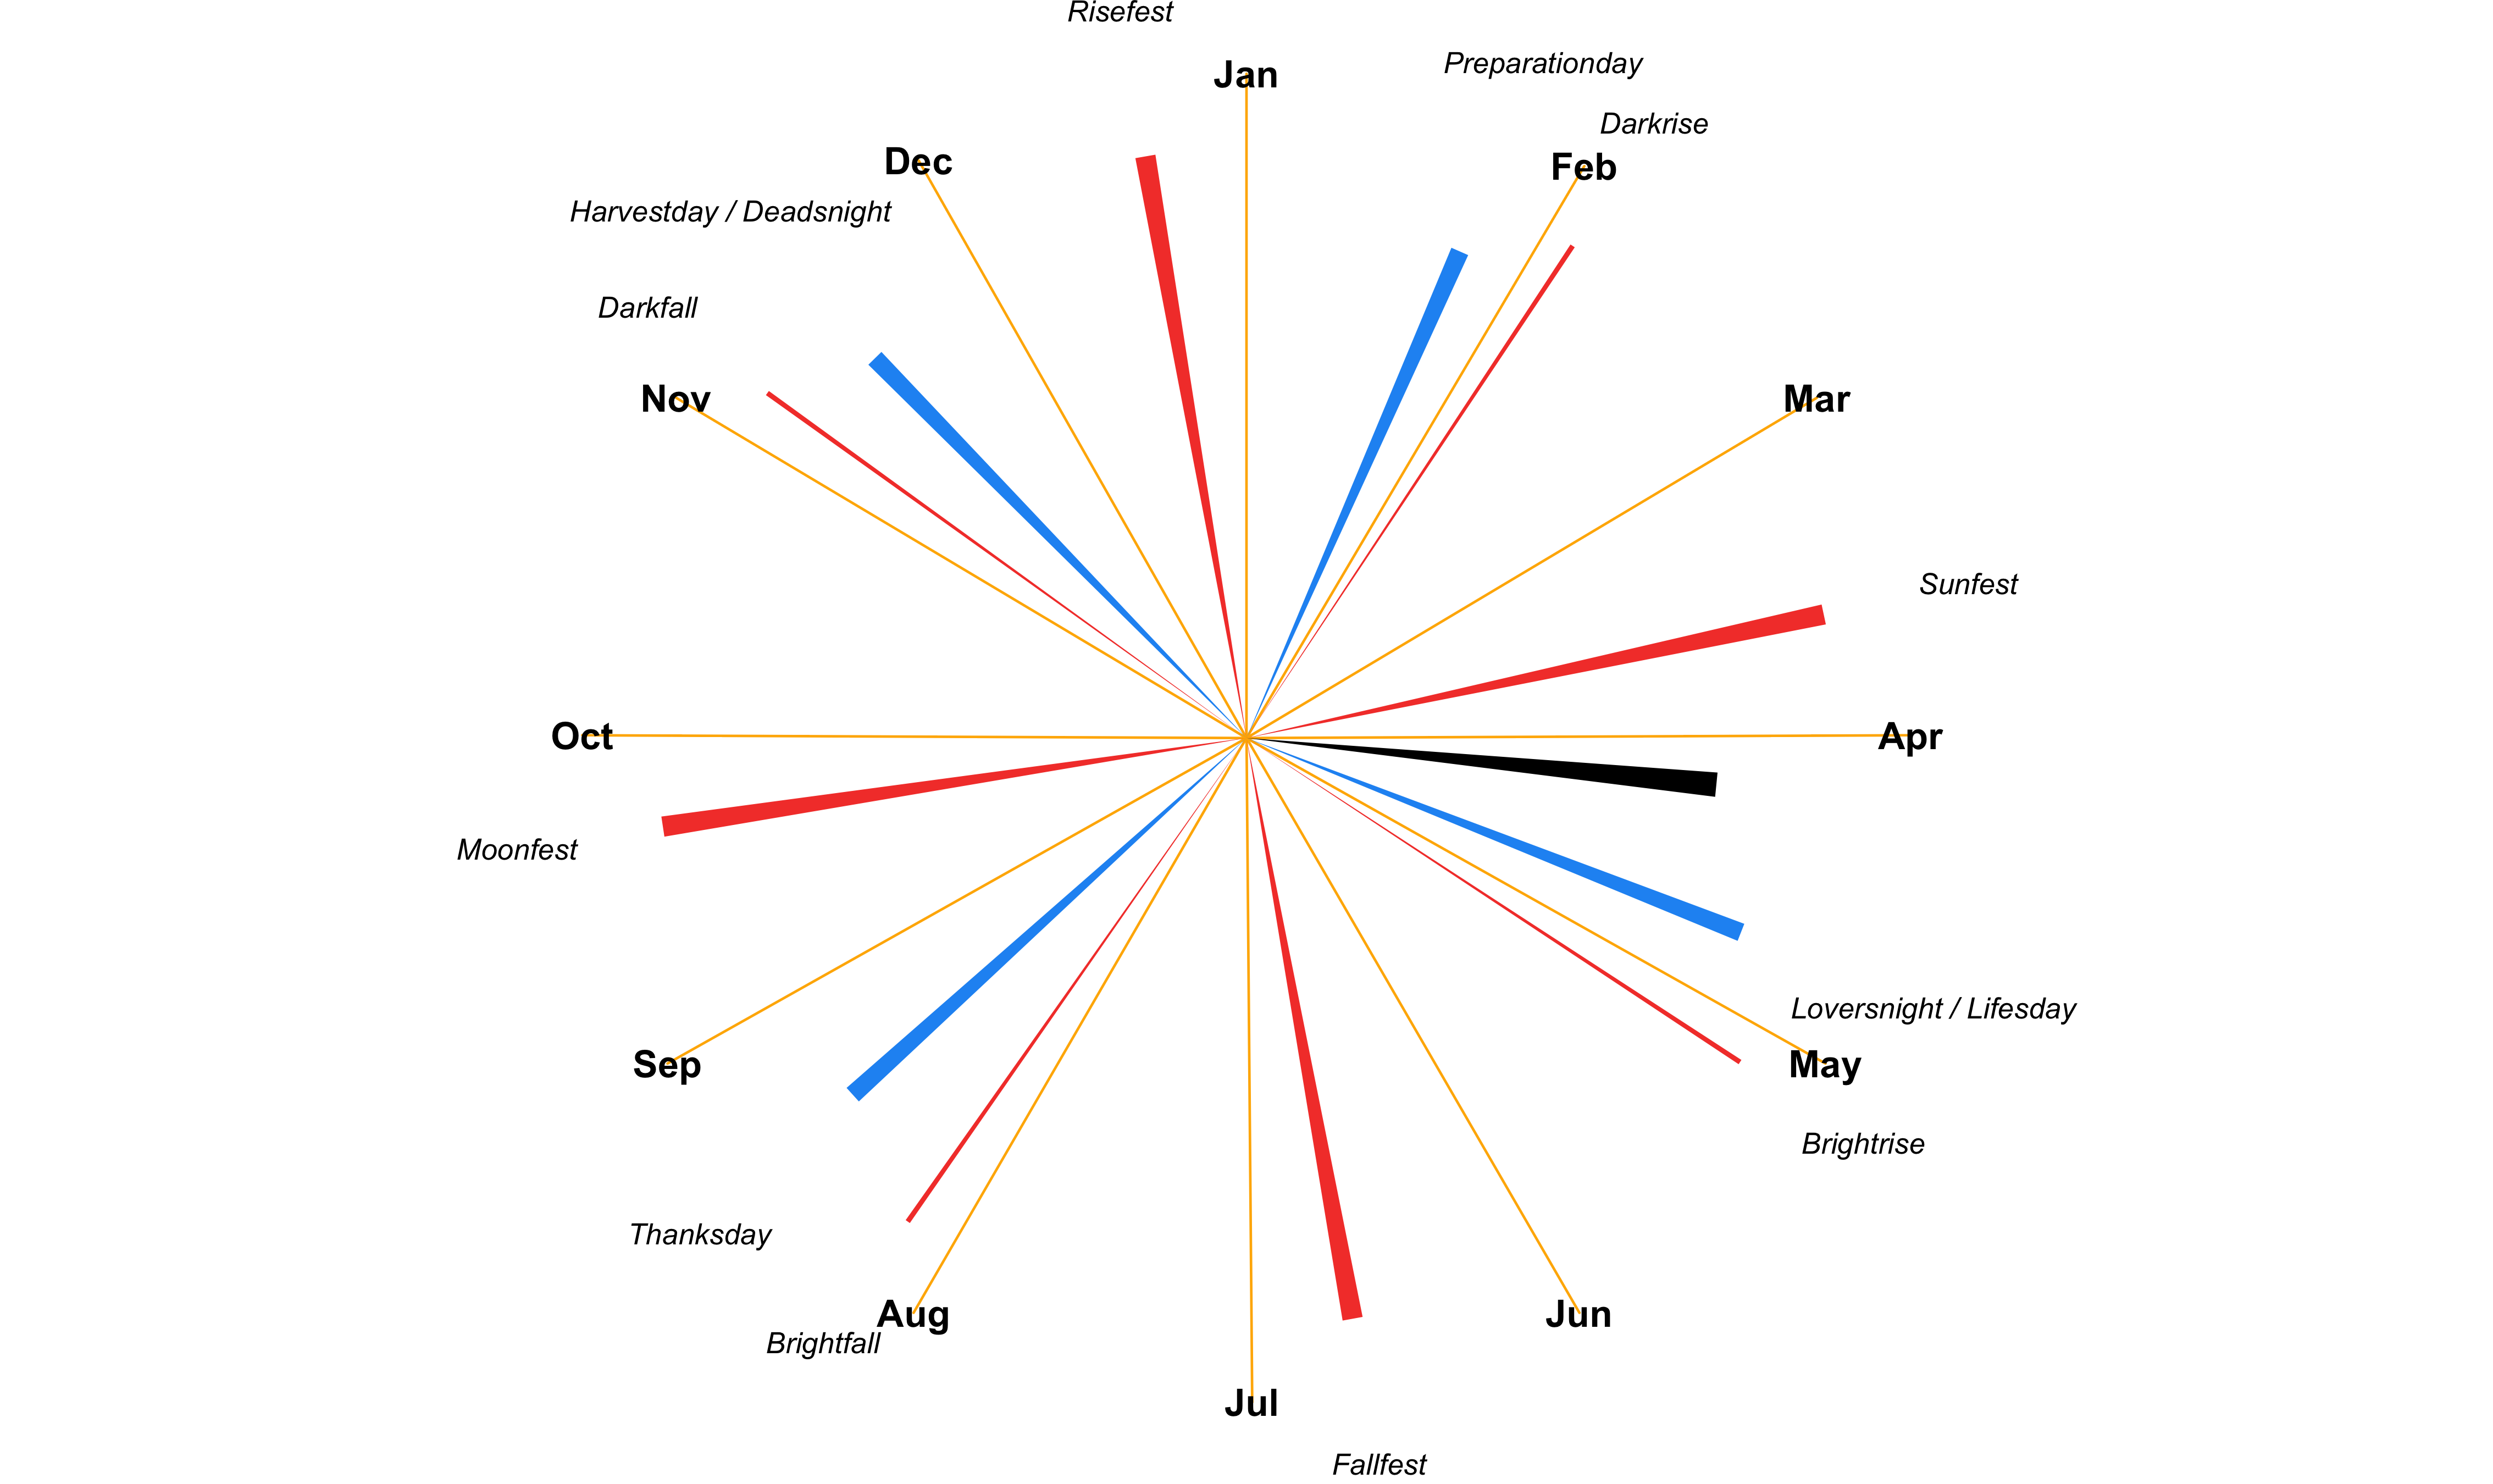 Risefest
Preparationday
Jan
Darkrise
Dec
Feb
Harvestday / Deadsnight
Darkfall
Nov
Mar
Sunfest
Oct
Apr
Moonfest
Loversnight / Lifesday
Sep
May
Brightrise
Thanksday
Aug
Jun
Brightfall
Jul
Fallfest